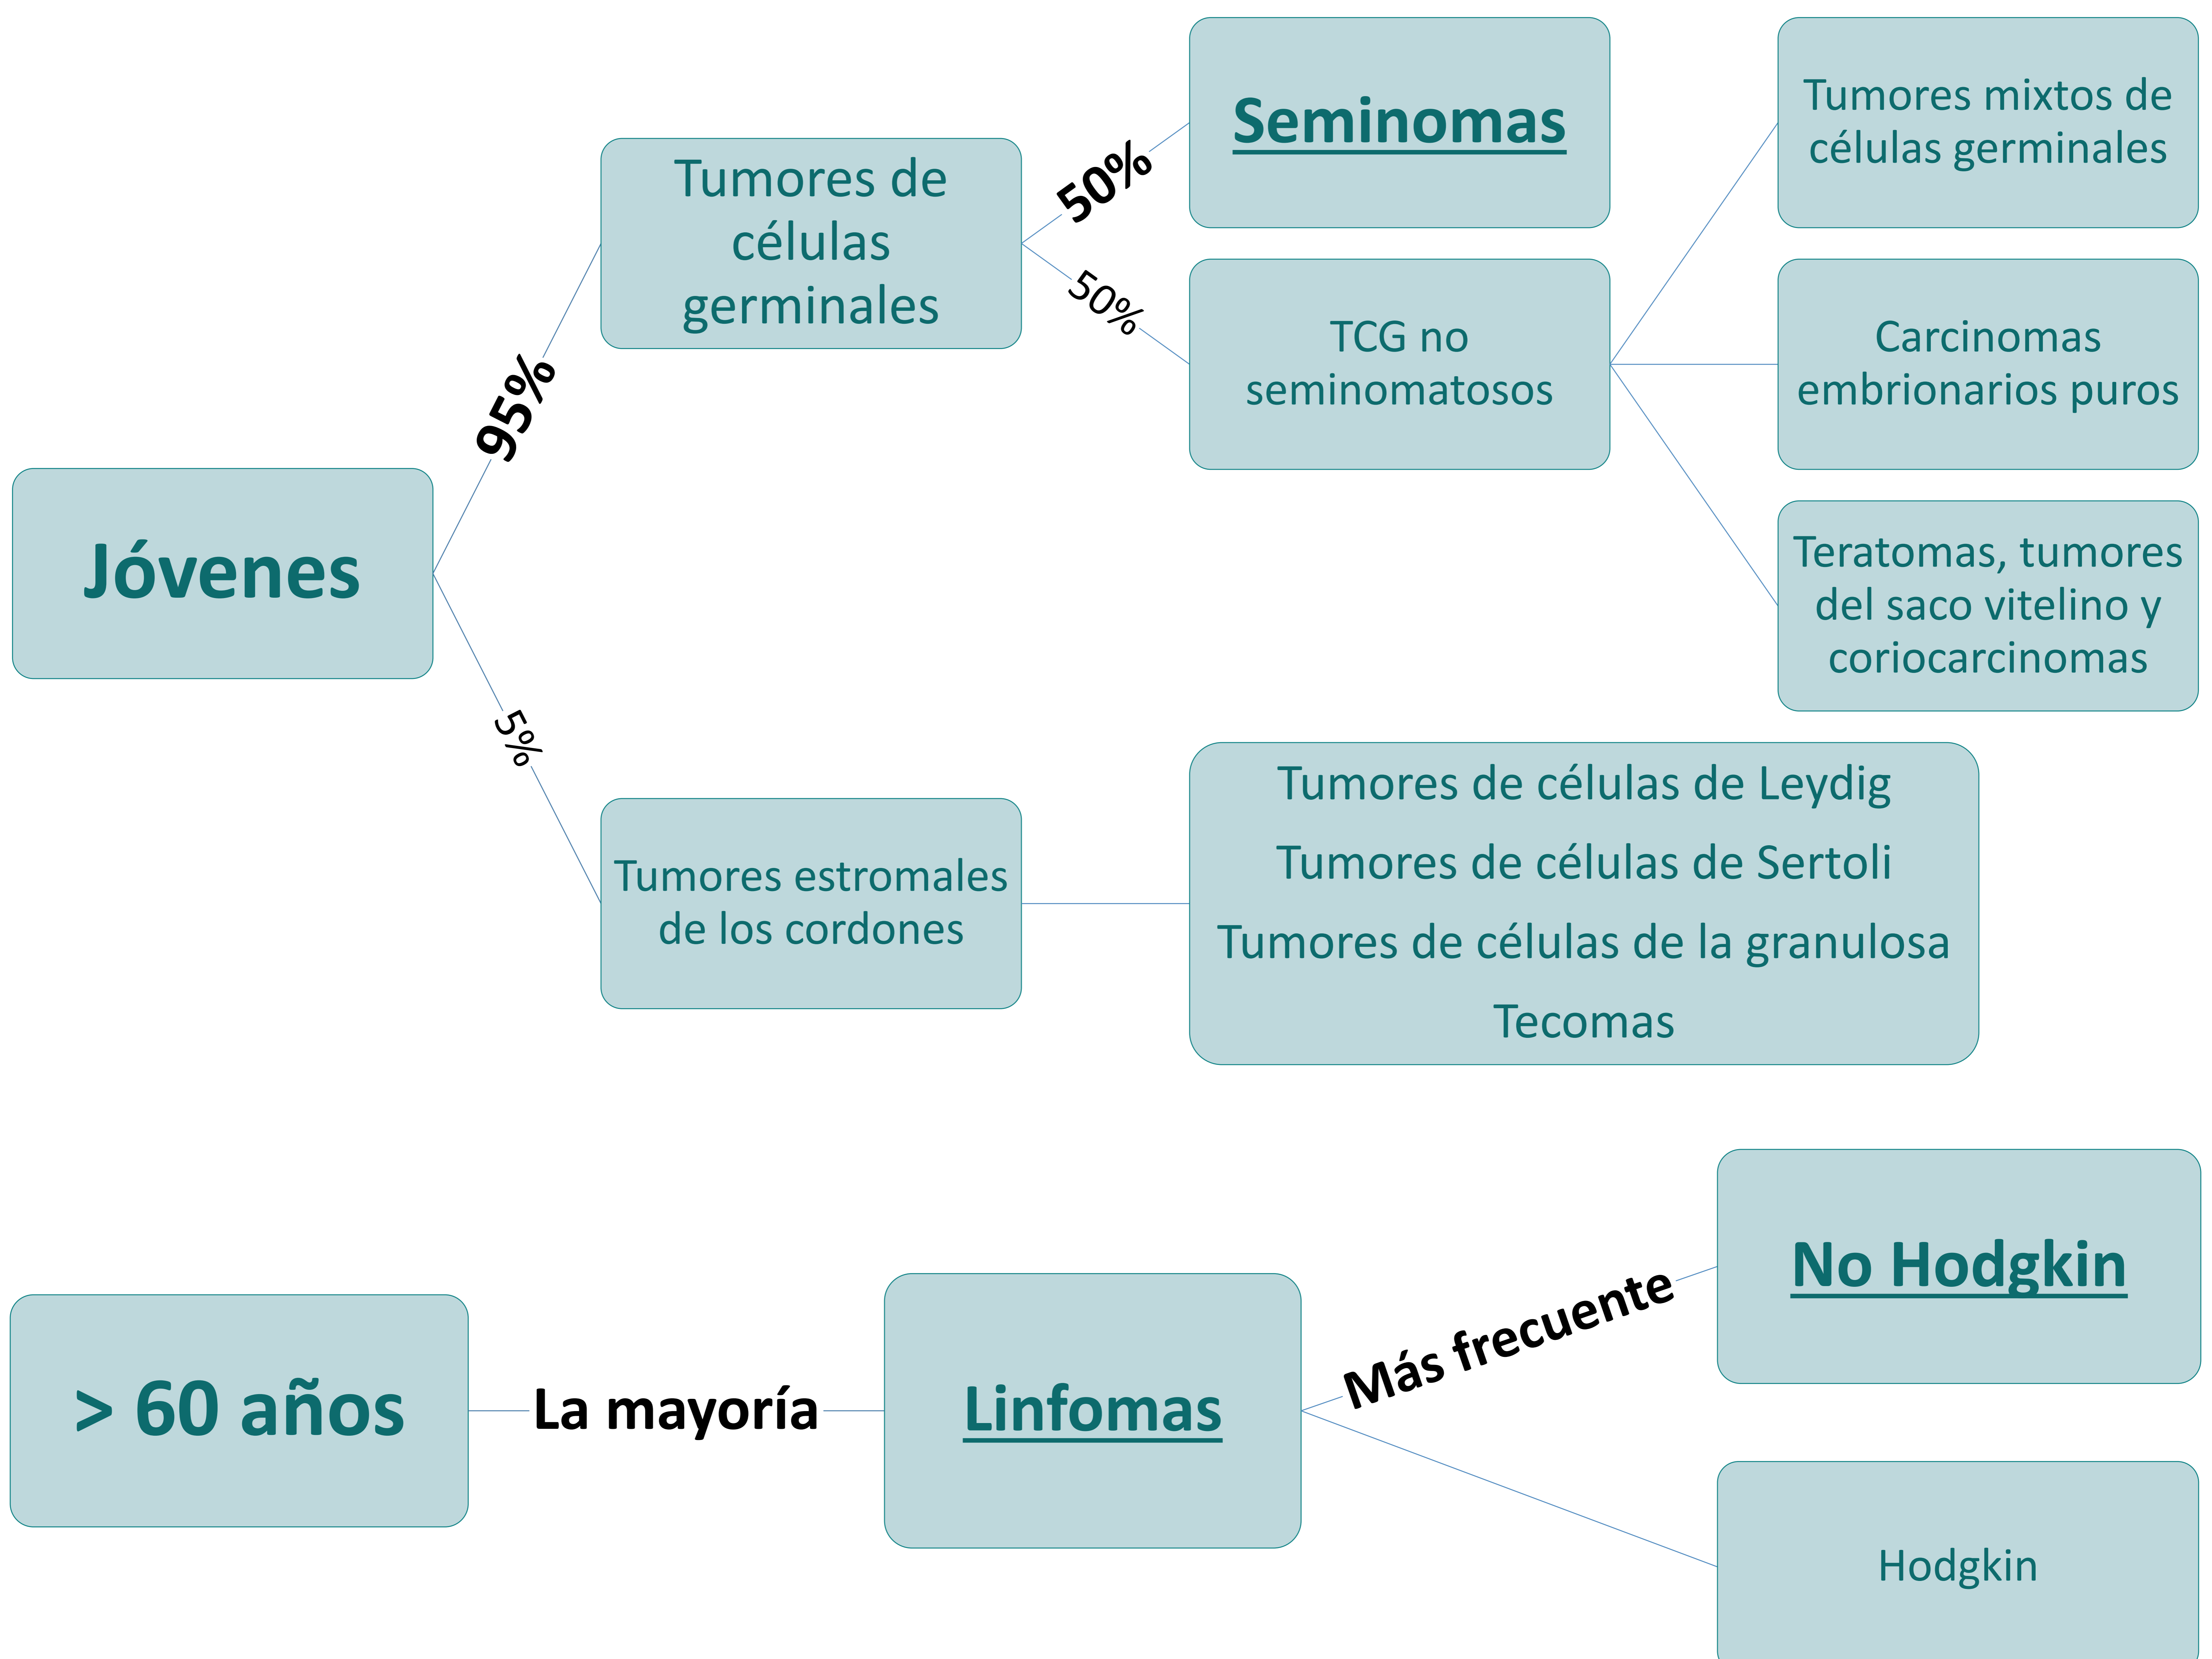 Jóvenes
95%
Tumores de
células
germinales
50%
Seminomas
50%
TCG no
seminomatosos
Tumores mixtos de
células germinales
Carcinomas
embrionarios puros
Teratomas, tumores
del saco vitelino y
coriocarcinomas
5%
Tumores estromales
de los cordones
Tumores de células de Leydig
Tumores de células de Sertoli
Tumores de células de la granulosa
Tecomas
> 60 años
La mayoría
Linfomas
Más frecuente
No Hodgkin
Hodgkin